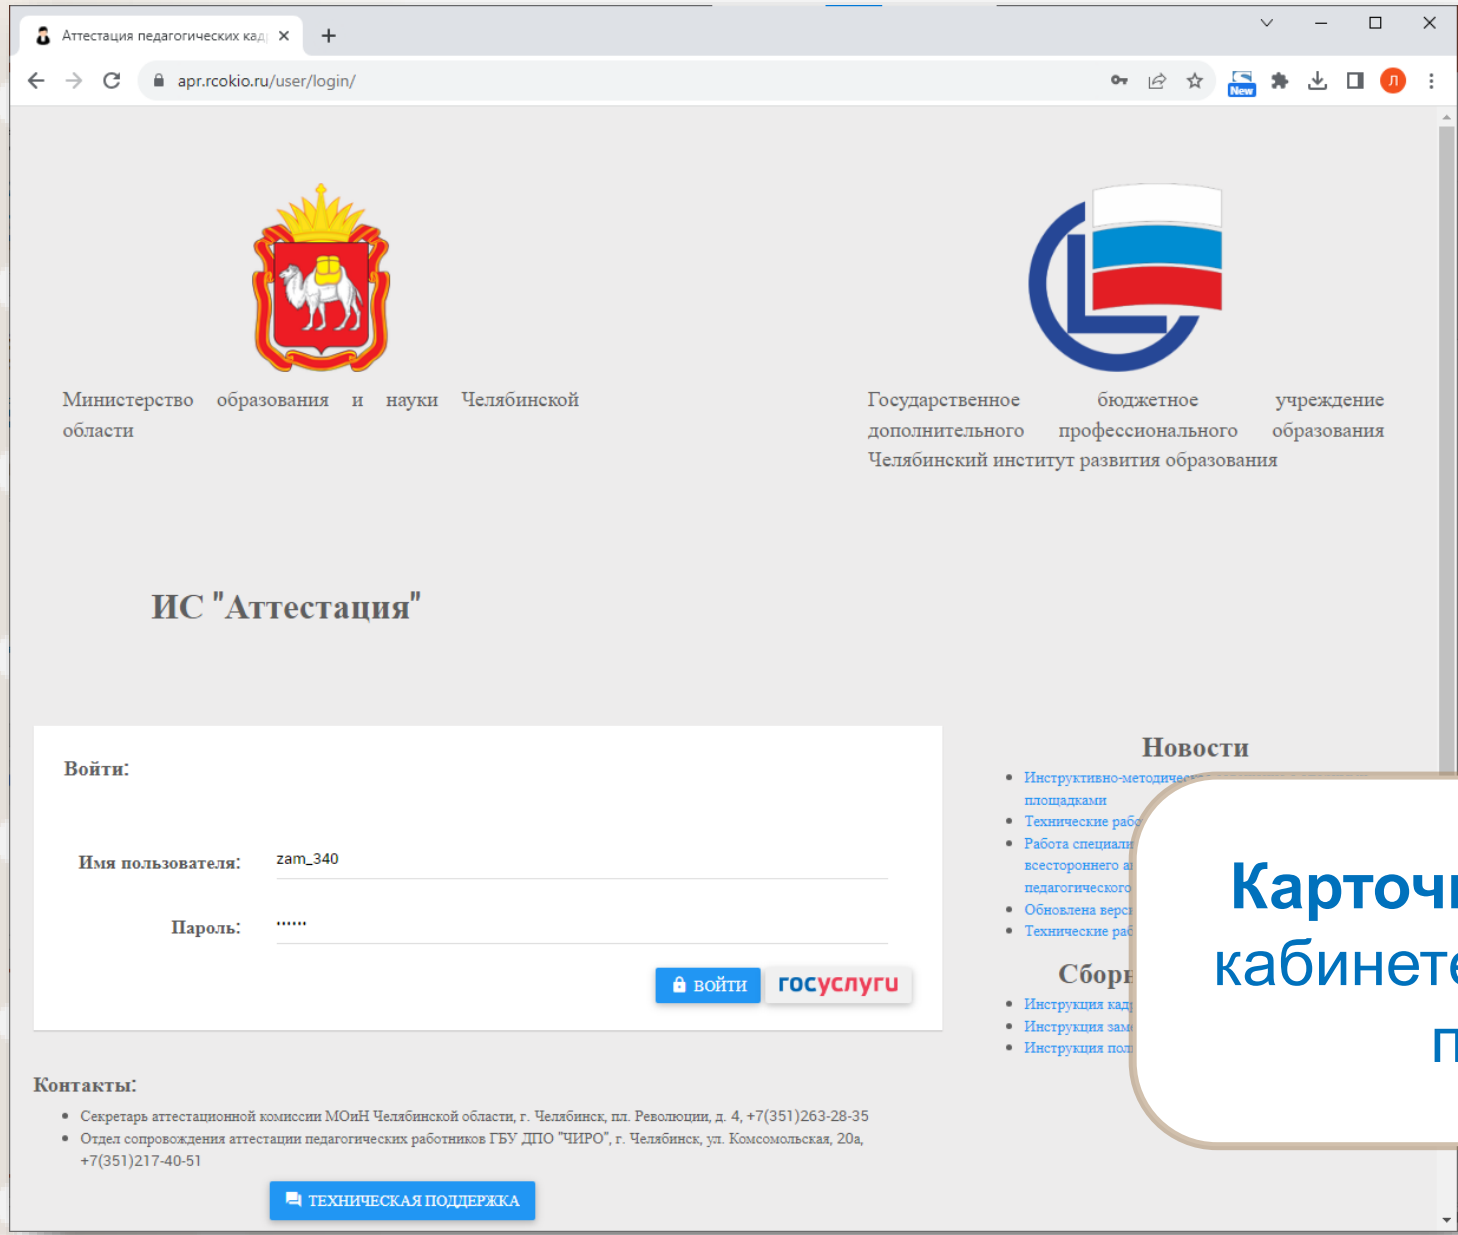 Аттестация педагогических кад
apr.rcokio.ru/user/login/
New
Л
Министерство образования и науки Челябинской
области
Государственное бюджетное учреждение
дополнительного профессионального образования
Челябинский институт развития образования
ИС "Аттестация"
Войти:
Имя пользователя: zam_340
Пароль: ••••••
ВОЙТИ
госуслуги
Новости
Инструктивно-методическое
площадками
Технические рабо
Работа специали
всестороннего а
педагогического
Обновлена верс
Технические раб
Сборн
Инструкция кад
Инструкция зам
Инструкция пол
Карточ
кабинете
п
Контакты:
Секретарь аттестационной комиссии МОиН Челябинской области, г. Челябинск, пл. Революции, д. 4, +7(351)263-28-35
Отдел сопровождения аттестации педагогических работников ГБУ ДПО "ЧИРО", г. Челябинск, ул. Комсомольская, 20а,
+7(351)217-40-51
ТЕХНИЧЕСКАЯ ПОДДЕРЖКА